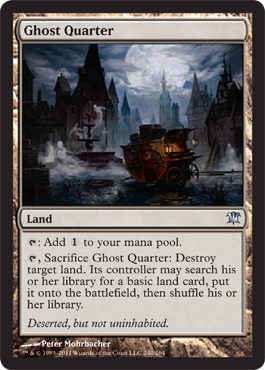 Ghost Quarter
Land
: Add 1 to your mana pool.
, Sacrifice Ghost Quarter: Destroy
target land. Its controller may search his
or her library for a basic land card, put
it onto the battlefield, then shuffle his or
her library.
Deserted, but not uninhabited.
Peter Mohrbacher
™ & © 1993–2011 Wizards of the Coast LLC 240/264